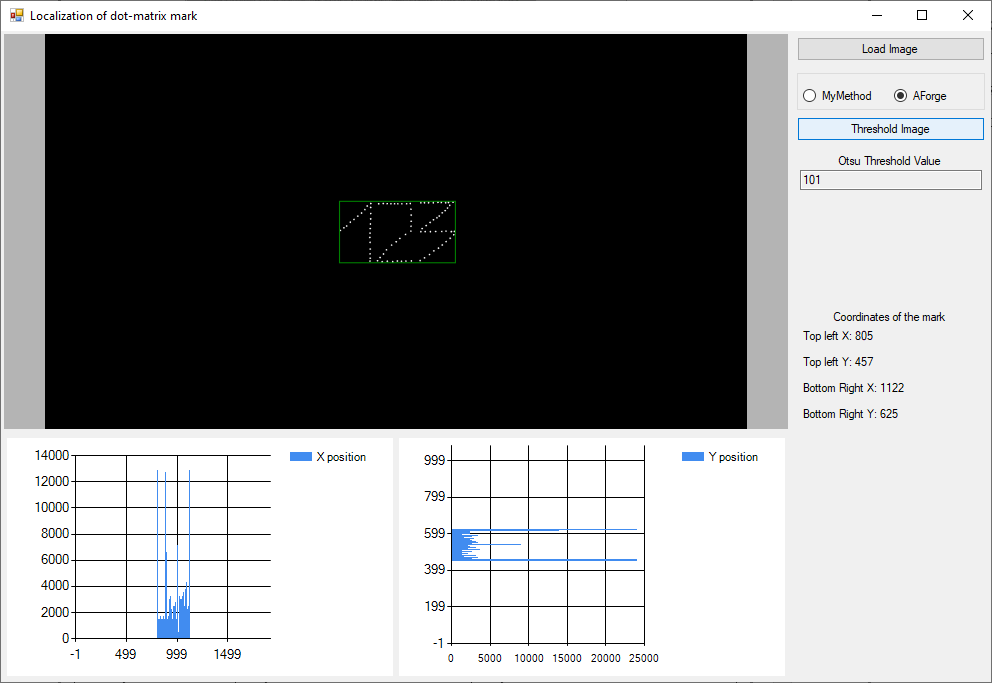 Localization of dot-matrix mark
Load Image
MyMethod AForge
Threshold Image
Otsu Threshold Value
101
123
Coordinates of the mark
Top left X: 805
Top left Y: 457
Bottom Right X: 1122
Bottom Right Y: 625
14000
12000
10000
8000
6000
4000
2000
0
-1 499 999 1499
X position
999
799
599
399
199
-1
0 5000 10000 15000 20000 25000
Y position